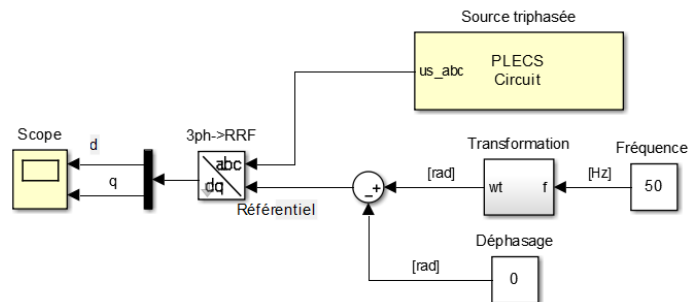 Source triphasée
us_abc
PLECS
Circuit
Scope
d
q
3ph->RRF
abc
dq
Référentiel
[rad]
_+
Transformation
wt
f
[Hz]
Fréquence
50
Déphasage
[rad]
0